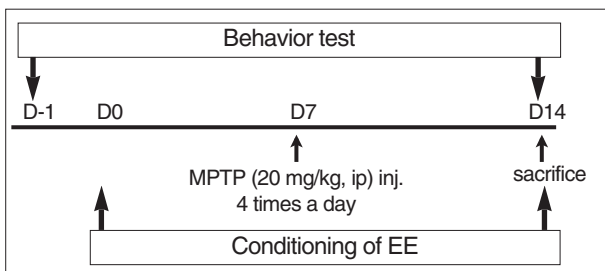 Behavior test
D-1 D0 D7 D14
MPTP (20 mg/kg, ip) inj.
4 times a day
sacrifice
Conditioning of EE